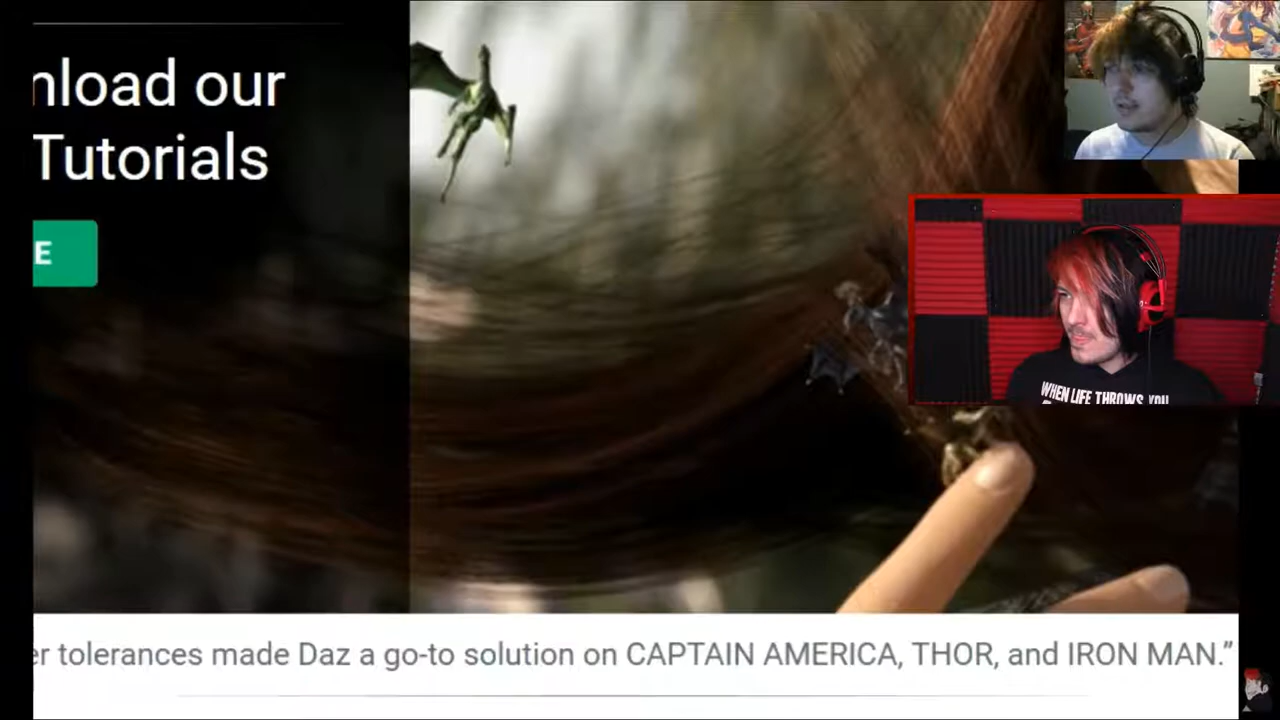 nload our
Tutorials
E
WHEN LIFE THROWS YOU
er tolerances made Daz a go-to solution on CAPTAIN AMERICA, THOR, and IRON MAN.”